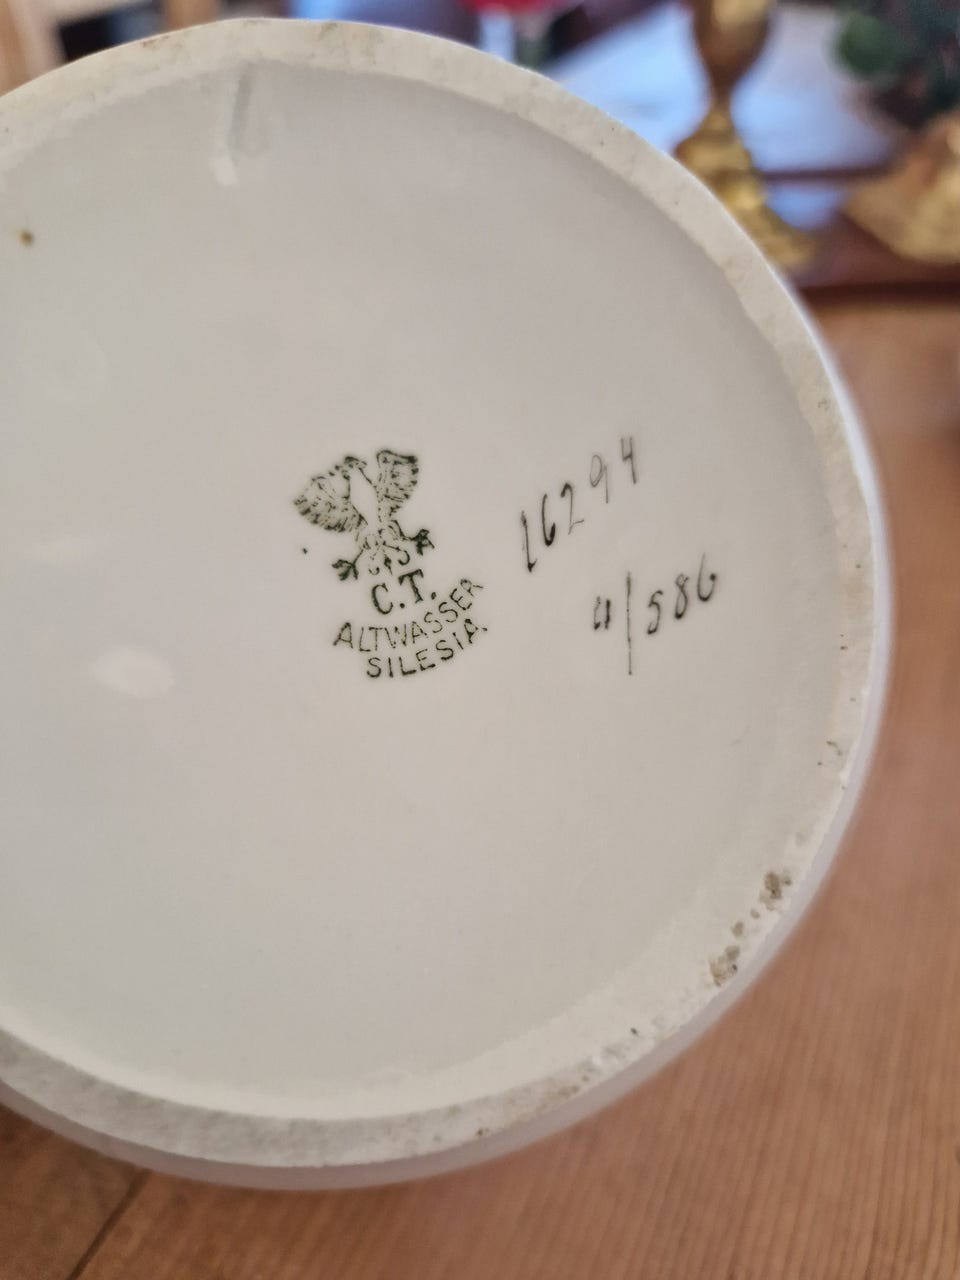 C.T.
ALTWASSER
SILESIA.
16294
4/586